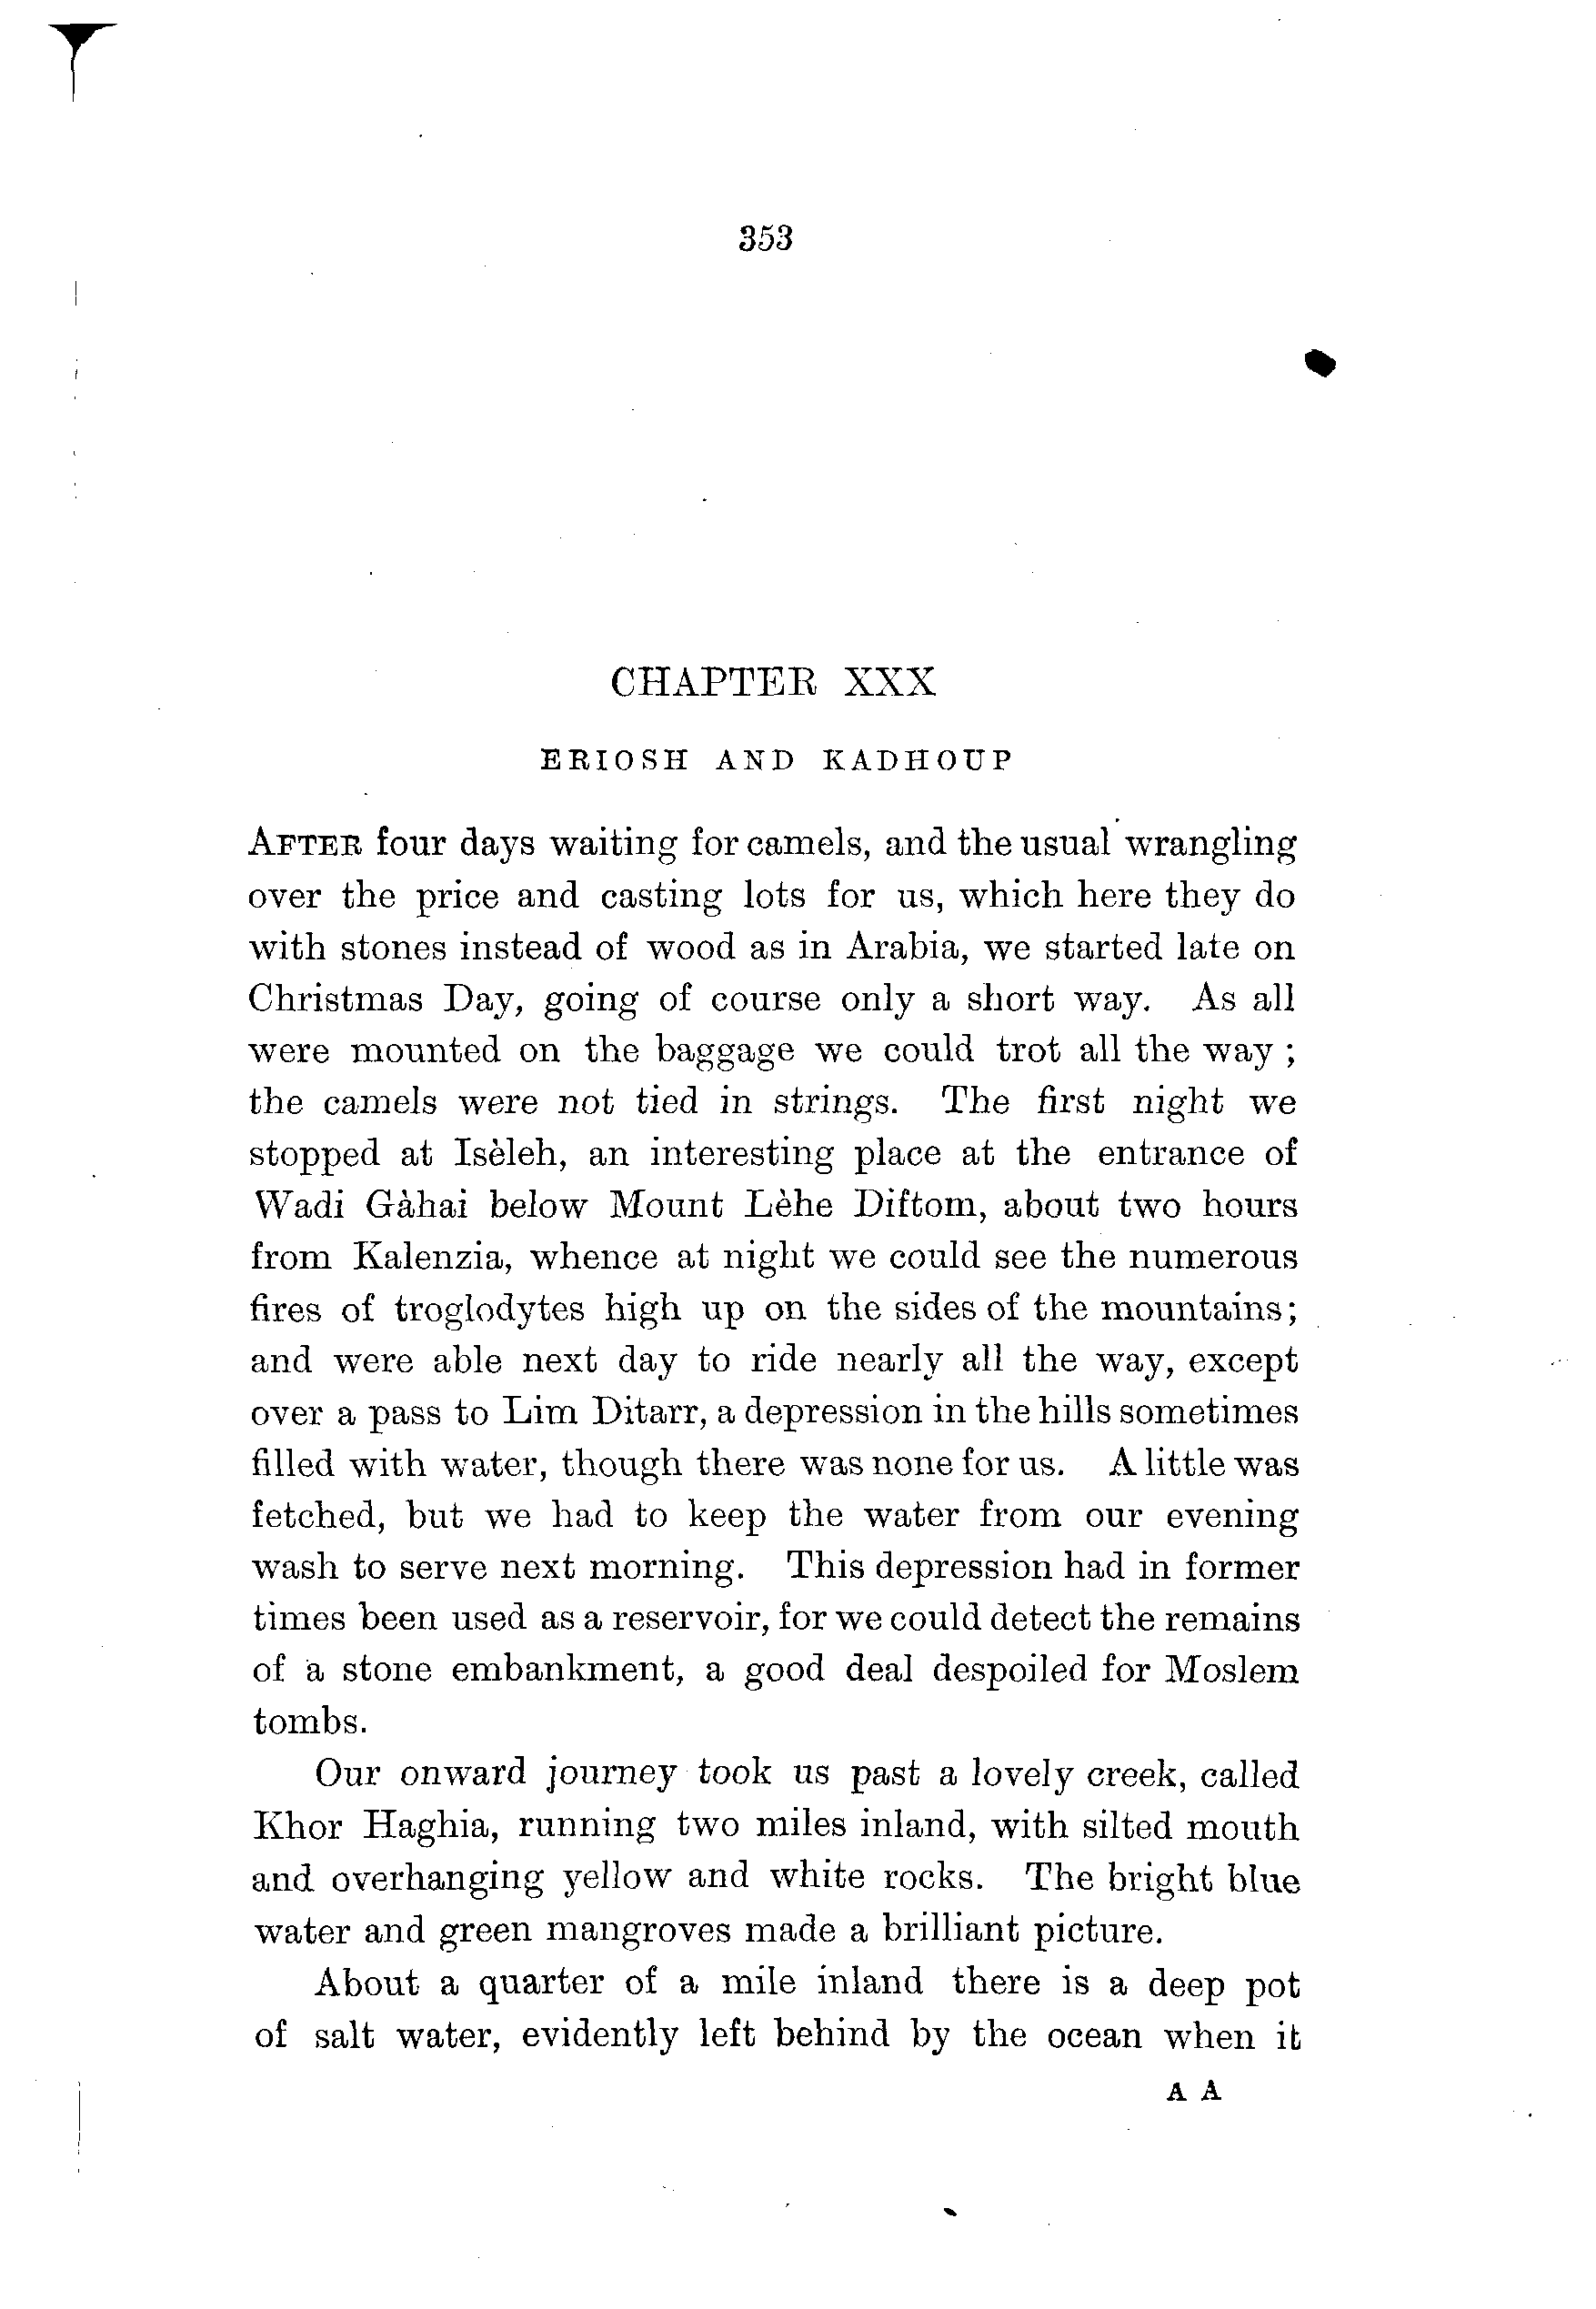 353
CHAPTER XXX
ERIOSH AND KADHOUP
AFTER four days waiting for camels, and the usual wrangling
over the price and casting lots for us, which here they do
with stones instead of wood as in Arabia, we started late on
Christmas Day, going of course only a short way. As all
were mounted on the baggage we could trot all the way ;
the camels were not tied in strings. The first night we
stopped at Isèleh, an interesting place at the entrance of
Wadi Gàhai below Mount Lèhe Diftom, about two hours
from Kalenzia, whence at night we could see the numerous
fires of troglodytes high up on the sides of the mountains;
and were able next day to ride nearly all the way, except
over a pass to Lim Ditarr, a depression in the hills sometimes
filled with water, though there was none for us. A little was
fetched, but we had to keep the water from our evening
wash to serve next morning. This depression had in former
times been used as a reservoir, for we could detect the remains
of a stone embankment, a good deal despoiled for Moslem
tombs.
Our onward journey took us past a lovely creek, called
Khor Haghia, running two miles inland, with silted mouth
and overhanging yellow and white rocks. The bright blue
water and green mangroves made a brilliant picture.
About a quarter of a mile inland there is a deep pot
of salt water, evidently left behind by the ocean when it
A A